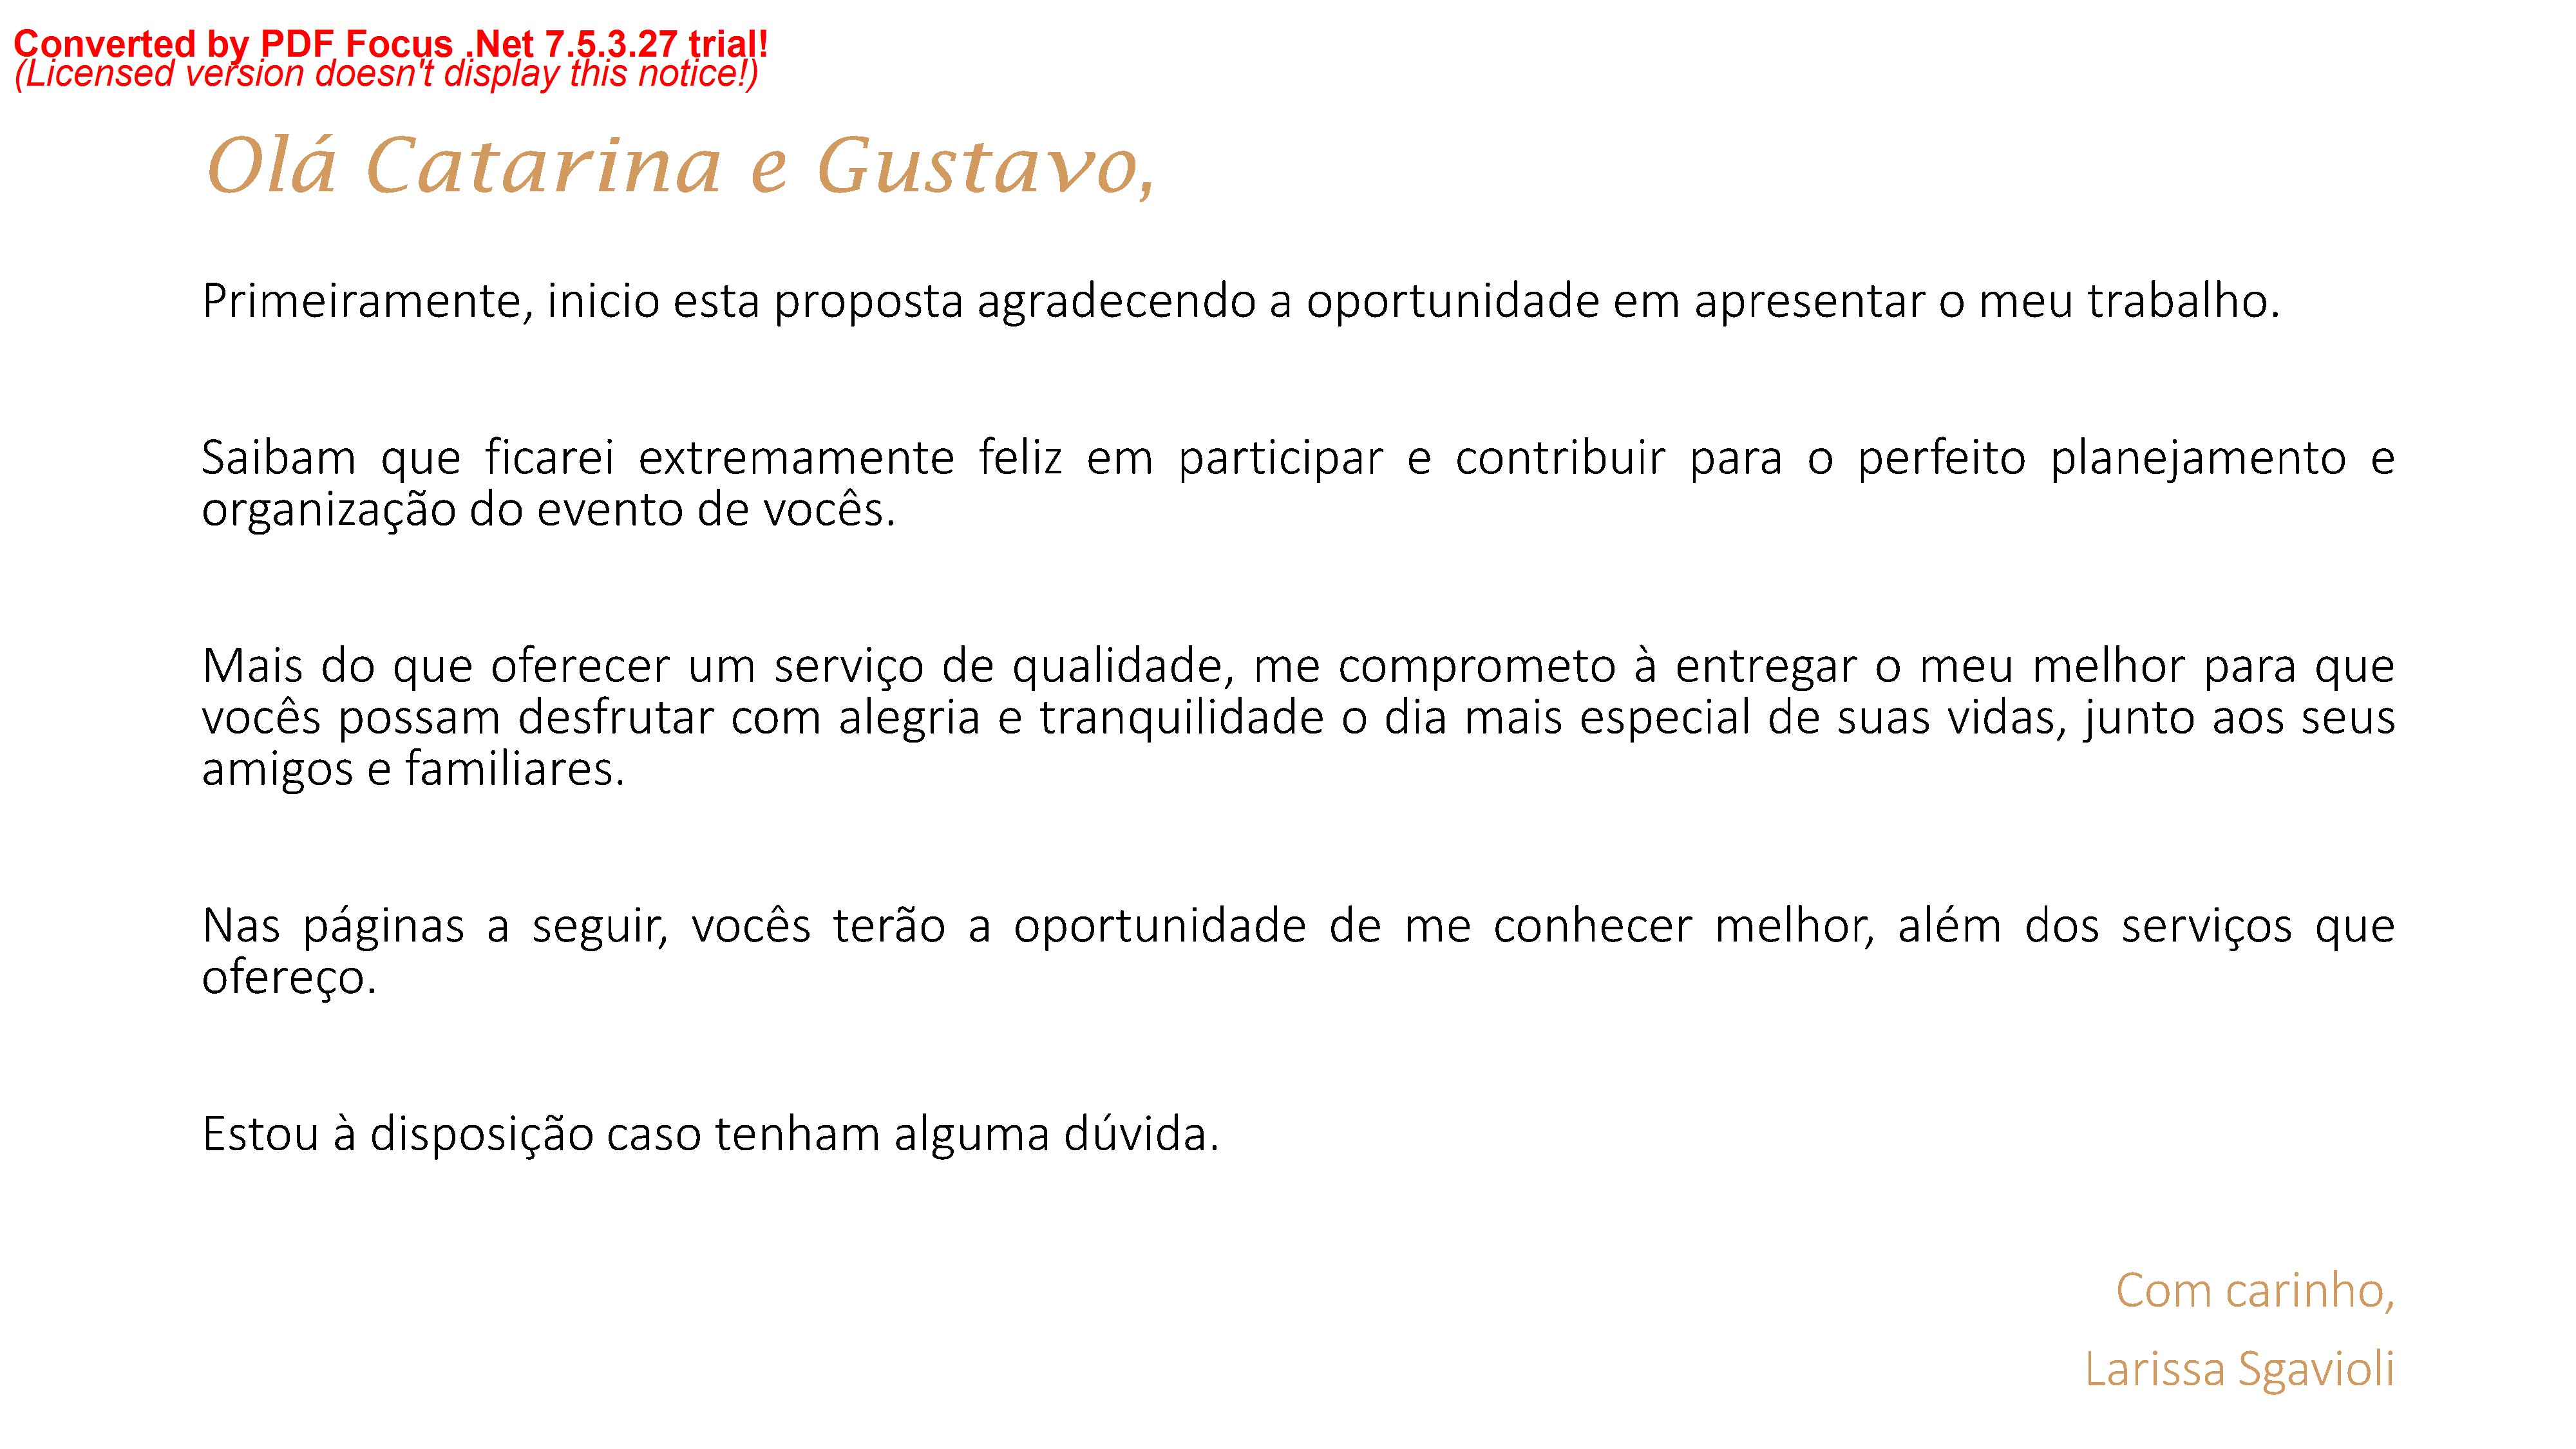 Converted by PDF Focus .Net 7.5.3.27 trial!
(Licensed version doesn't display this notice!)
Olá Catarina e Gustavo,
Primeiramente, inicio esta proposta agradecendo a oportunidade em apresentar o meu trabalho.
Saibam que ficarei extremamente feliz em participar e contribuir para o perfeito planejamento e
organização do evento de vocês.
Mais do que oferecer um serviço de qualidade, me comprometo à entregar o meu melhor para que
vocês possam desfrutar com alegria e tranquilidade o dia mais especial de suas vidas, junto aos seus
amigos e familiares.
Nas páginas a seguir, vocês terão a oportunidade de me conhecer melhor, além dos serviços que
ofereço.
Estou à disposição caso tenham alguma dúvida.
Com carinho,
Larissa Sgavioli